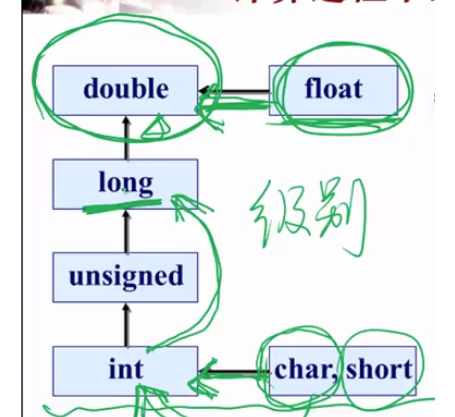 double
float
long
级别
unsigned
int
char, short